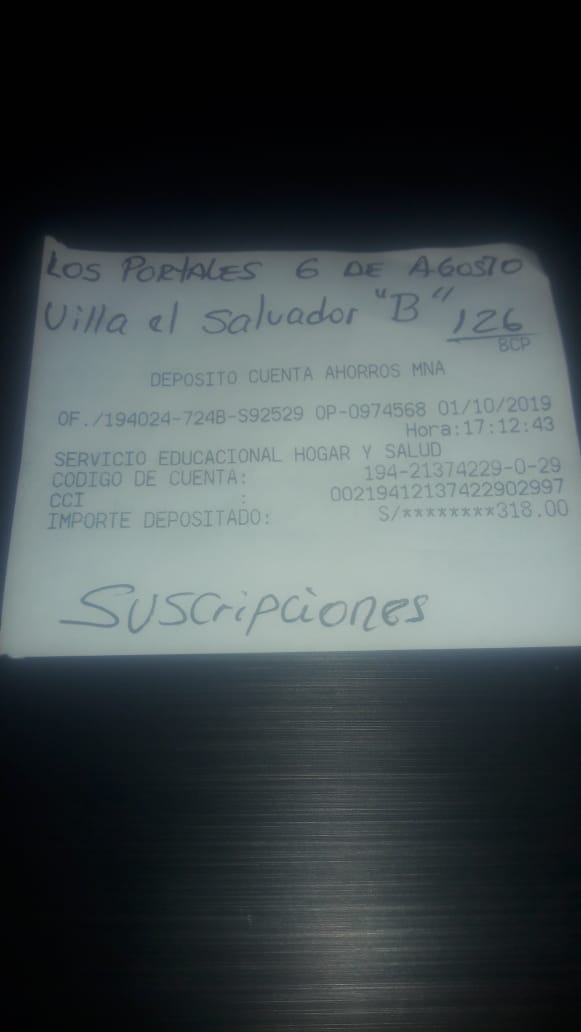 LOS PORTALES 6 DE AGOSTO
Villa el Salvador "B" 126
BCP
DEPOSITO CUENTA AHORROS MNA
OF./194024-724B-S92529 OP-0974568 01/10/2019
Hora:17:12:43
SERVICIO EDUCACIONAL HOGAR Y SALUD
CODIGO DE CUENTA: 194-21374229-0-29
CCI : 00219412137422902997
IMPORTE DEPOSITADO: S/********318.00
Suscripciones